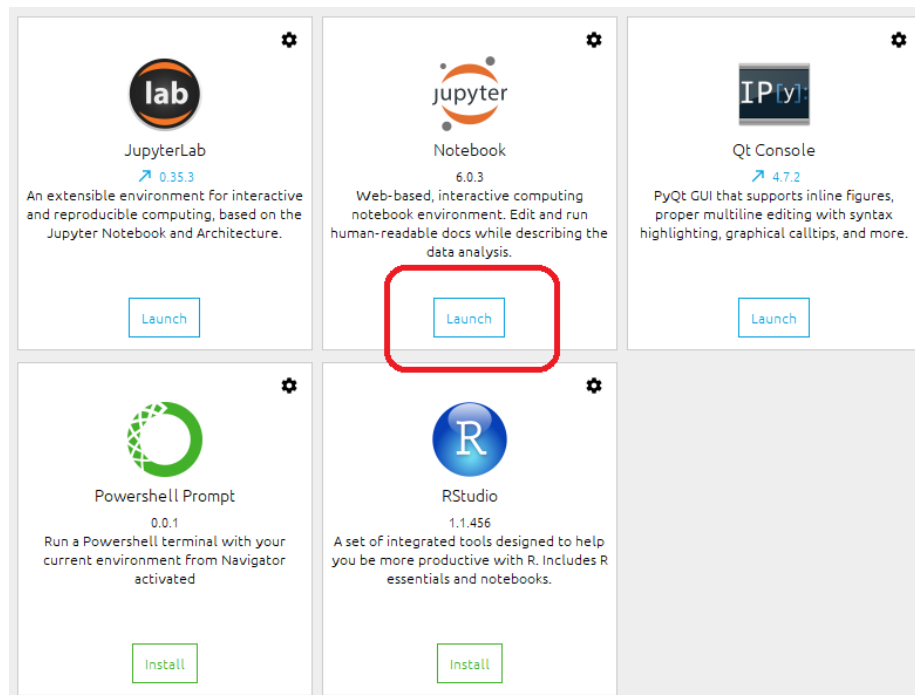 lab
JupyterLab
0.35.3
An extensible environment for interactive
and reproducible computing, based on the
Jupyter Notebook and Architecture.
Launch
jupyter
Notebook
6.0.3
Web-based, interactive computing
notebook environment. Edit and run
human-readable docs while describing the
data analysis.
Launch
IP[y]:
Qt Console
4.7.2
PyQt GUI that supports inline figures,
proper multiline editing with syntax
highlighting, graphical calltips, and more.
Launch
Powershell Prompt
0.0.1
Run a Powershell terminal with your
current environment from Navigator
activated
Install
R
RStudio
1.1.456
A set of integrated tools designed to help
you be more productive with R. Includes R
essentials and notebooks.
Install